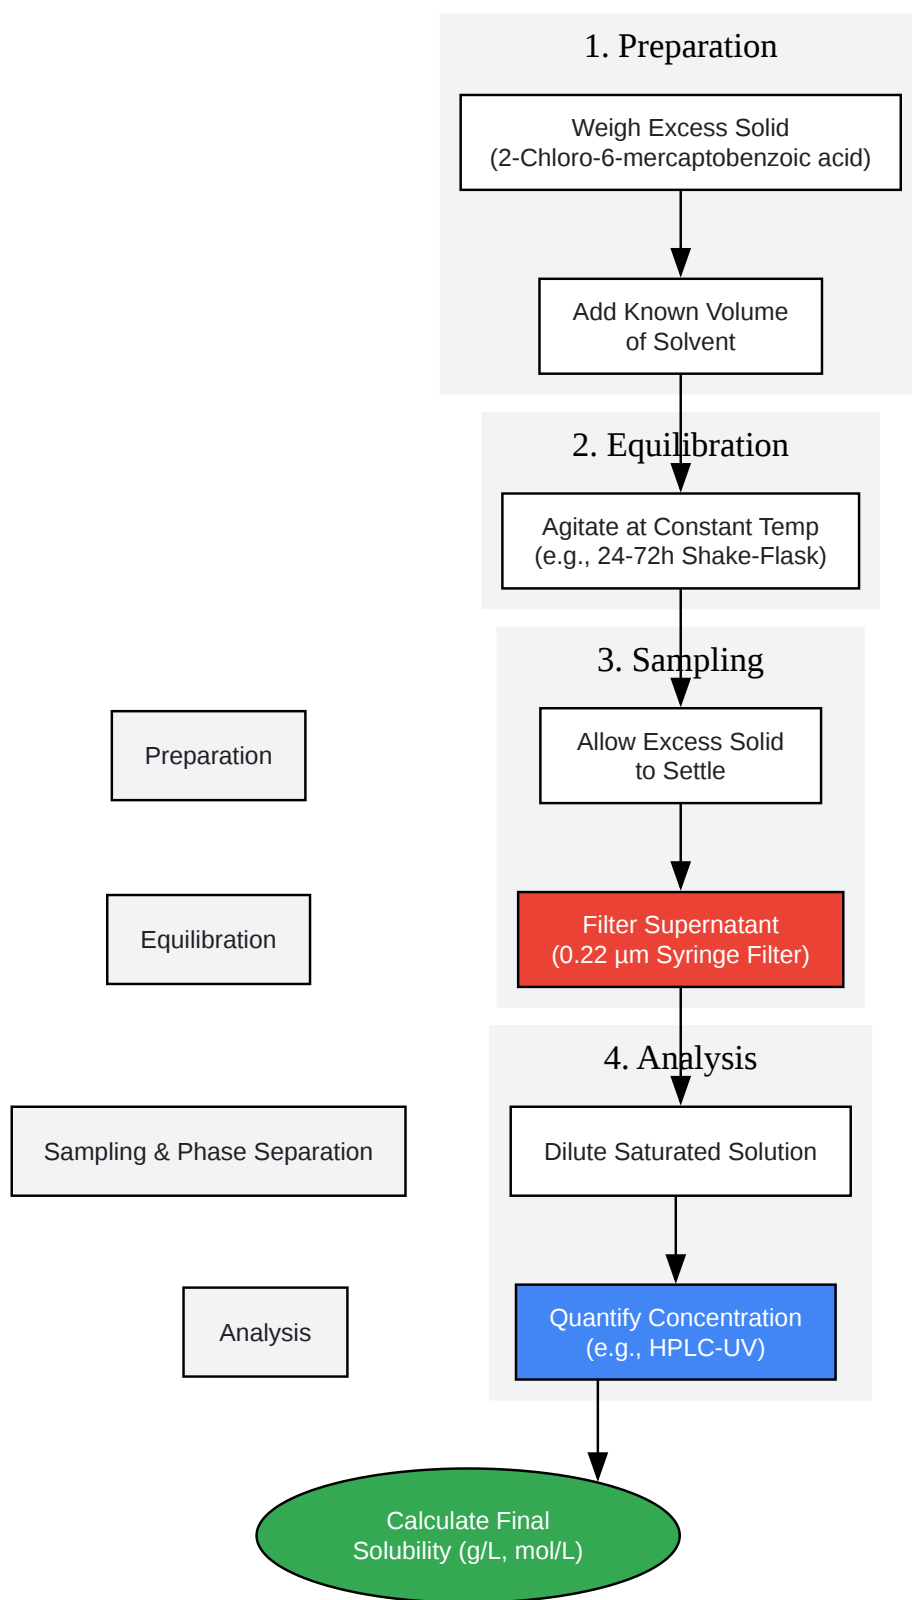 1. Preparation
Weigh Excess Solid
(2-Chloro-6-mercaptobenzoic acid)
Add Known Volume
of Solvent
2. Equilibration
Agitate at Constant Temp
(e.g., 24-72h Shake-Flask)
3. Sampling
Allow Excess Solid
to Settle
Preparation
Filter Supernatant
(0.22 µm Syringe Filter)
Equilibration
4. Analysis
Sampling & Phase Separation
Dilute Saturated Solution
Quantify Concentration
(e.g., HPLC-UV)
Analysis
Calculate Final
Solubility (g/L, mol/L)